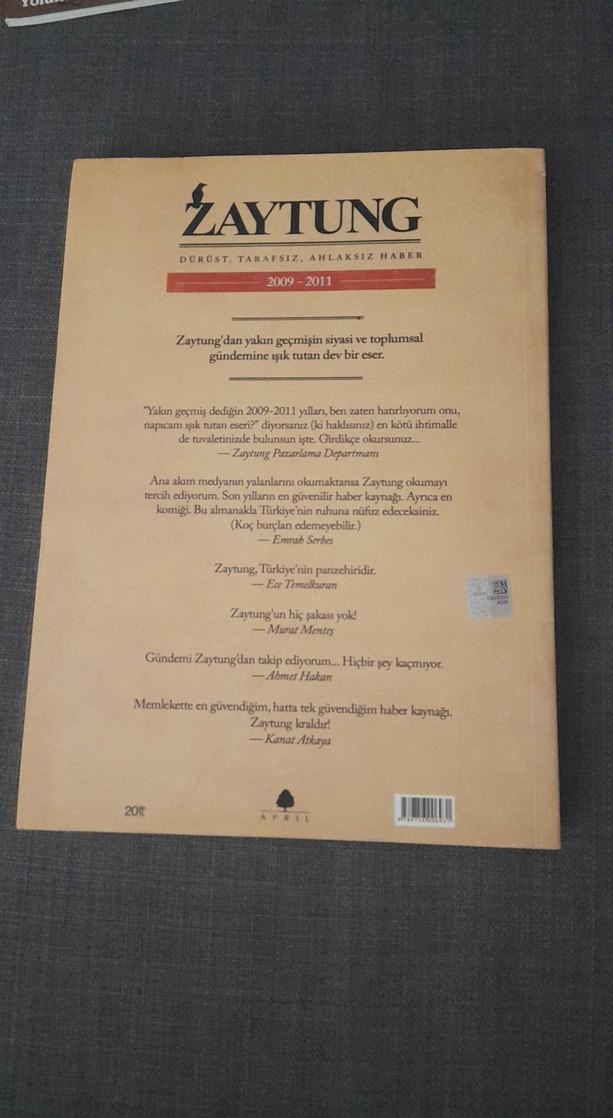 ZAYTUNG
DÜRÜST, TARAFSIZ, AHLAKSIZ HABER
2009 - 2011
Zaytung'dan yakın geçmişin siyasi ve toplumsal
gündemine ışık tutan dev bir eser.
"Yakın geçmiş dediğin 2009-2011 yılları, ben zaten hatırlıyorum onu,
napıcam ışık tutan eseri?" diyorsanız (ki haklısınız) en kötü ihtimalle
de tuvaletinizde bulunsun işte. Girdikçe okursunuz...
— Zaytung Pazarlama Departmanı
Ana akım medyanın yalanlarını okumaktansa Zaytung okumayı
tercih ediyorum. Son yılların en güvenilir haber kaynağı. Ayrıca en
komiği. Bu almanakla Türkiye'nin ruhuna nüfuz edeceksiniz.
(Koç burçları edemeyebilir.)
— Emrah Serbes
Zaytung, Türkiye'nin panzehiridir.
— Ece Temelkuran
Zaytung'un hiç şakası yok!
— Murat Menteş
Gündemi Zaytung'dan takip ediyorum... Hiçbir şey kaçmıyor.
— Ahmet Hakan
Memlekette en güvendiğim, hatta tek güvendiğim haber kaynağı.
Zaytung kraldır!
— Kanat Atkaya
20
APRIL